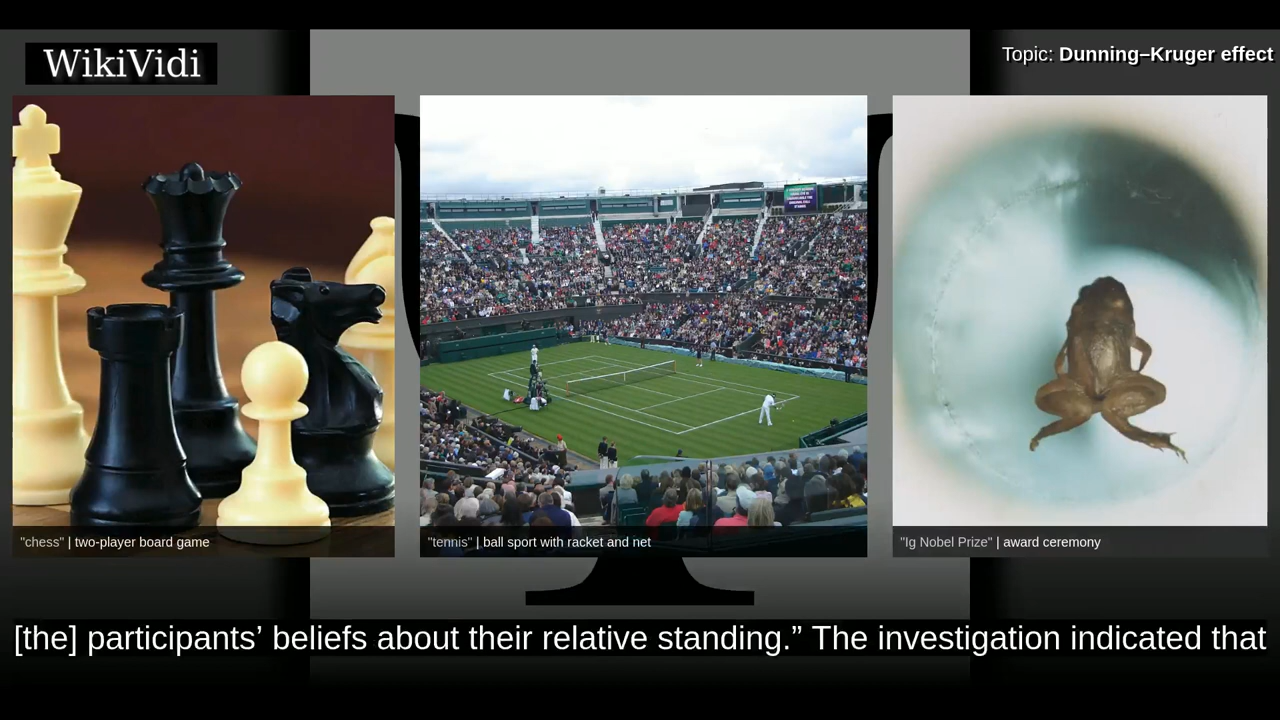 WikiVidi
Topic: Dunning–Kruger effect
"chess" | two-player board game
"tennis" | ball sport with racket and net
"Ig Nobel Prize" | award ceremony
[the] participants’ beliefs about their relative standing.” The investigation indicated that